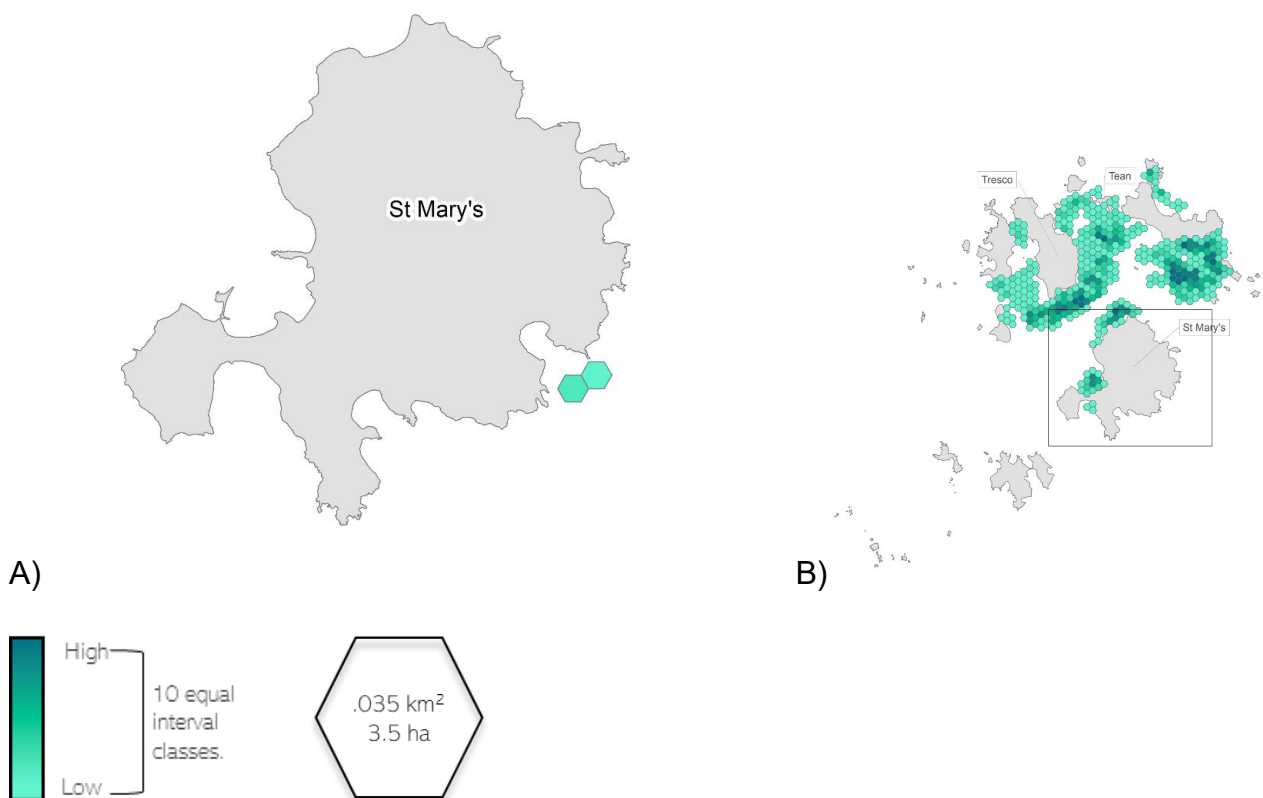 St Mary's
Tresco
Tean
St Mary's
A)
B)
High
10 equal
interval
classes.
Low
.035 km²
3.5 ha